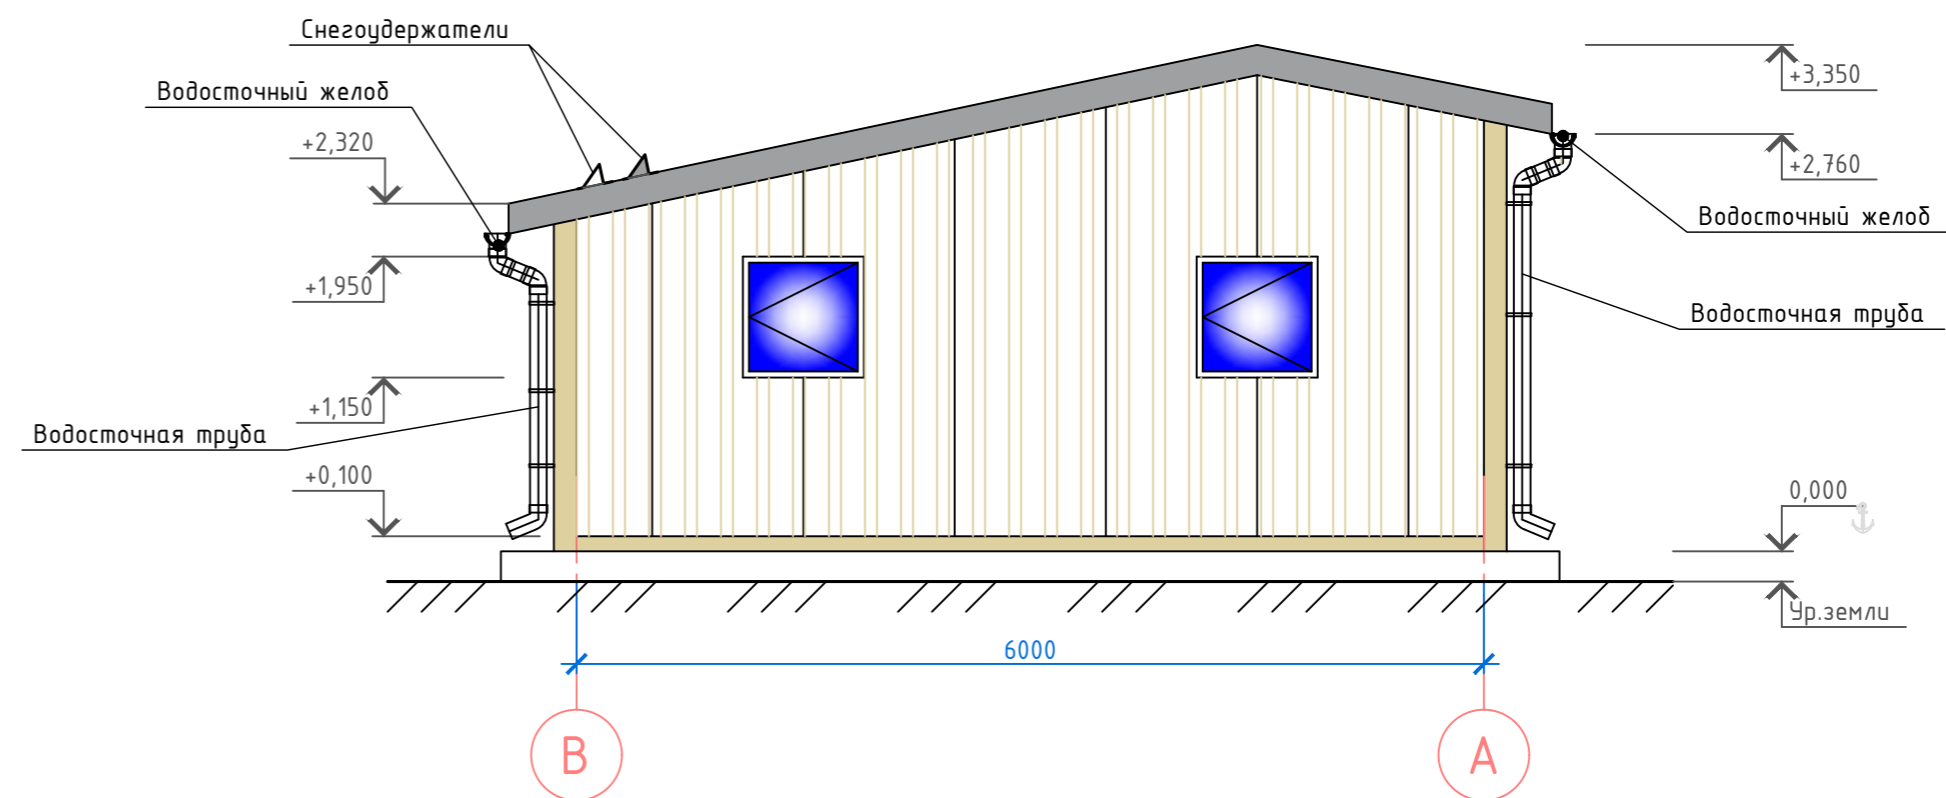 Снегоудержатели
Водосточный желоб
+2,320
+1,950
+1,150
Водосточная труба
+0,100
+3,350
+2,760
Водосточный желоб
Водосточная труба
0,000
Ур.земли
6000
В
А